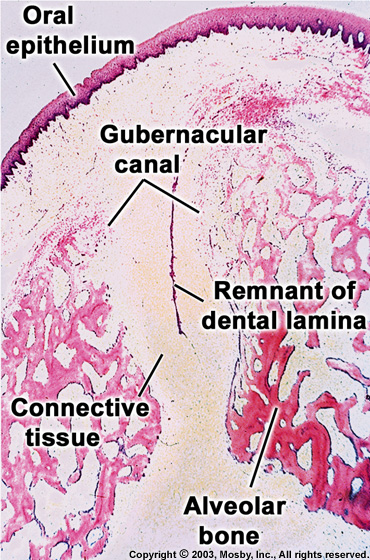 Oral
epithelium
Gubernacular
canal
Remnant of
dental lamina
Connective
tissue
Alveolar
bone
Copyright © 2003, Mosby, Inc., All rights reserved.